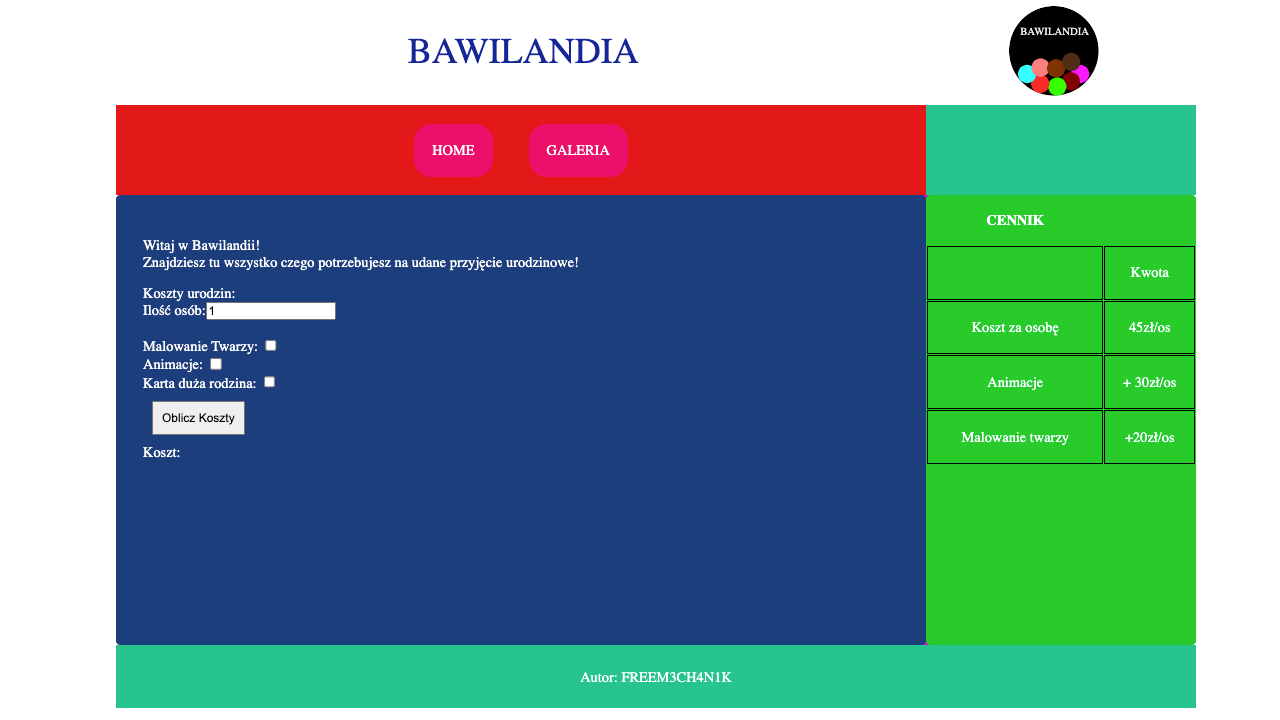 BAWILANDIA
BAWILANDIA
HOME
GALERIA
Witaj w Bawilandii!
Znajdziesz tu wszystko czego potrzebujesz na udane przyjęcie urodzinowe!
Koszty urodzin:
Ilość osób: 1
Malowanie Twarzy:
Animacje:
Karta duża rodzina:
Oblicz Koszty
Koszt:
CENNIK
Kwota
Koszt za osobę 45zł/os
Animacje + 30zł/os
Malowanie twarzy +20zł/os
Autor: FREEM3CH4N1K